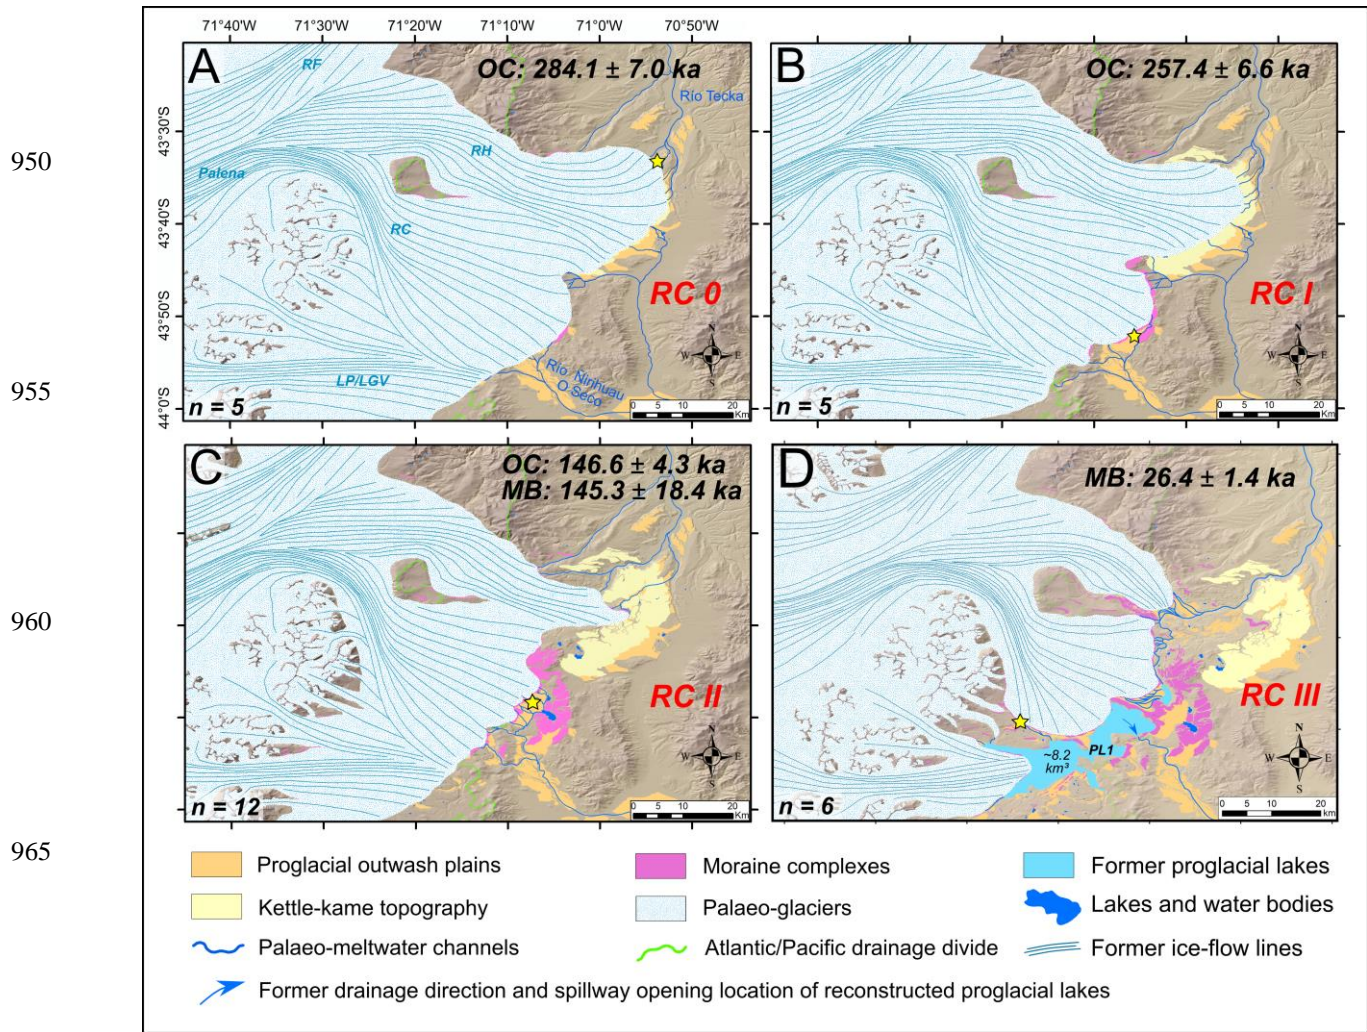 950
955
960
965
71°40'W 71°30'W 71°20'W 71°10'W 71°0'W 70°50'W
43°30'S
43°40'S
43°50'S
44°0'S
A
OC: 284.1 ± 7.0 ka
RF
Río Tecka
RH
Palena
RC
RC 0
LP/LGV
Río Ñirihuau
O Seco
n = 5
N
W E
S
0 5 10 20
Km
B
OC: 257.4 ± 6.6 ka
RC I
n = 5
N
W E
S
0 5 10 20
Km
C
OC: 146.6 ± 4.3 ka
MB: 145.3 ± 18.4 ka
RC II
n = 12
N
W E
S
0 5 10 20
Km
D
MB: 26.4 ± 1.4 ka
RC III
PL1
~8.2
km³
n = 6
N
W E
S
0 5 10 20
Km
Proglacial outwash plains
Moraine complexes
Former proglacial lakes
Kettle-kame topography
Palaeo-glaciers
Lakes and water bodies
Palaeo-meltwater channels
Atlantic/Pacific drainage divide
Former ice-flow lines
Former drainage direction and spillway opening location of reconstructed proglacial lakes